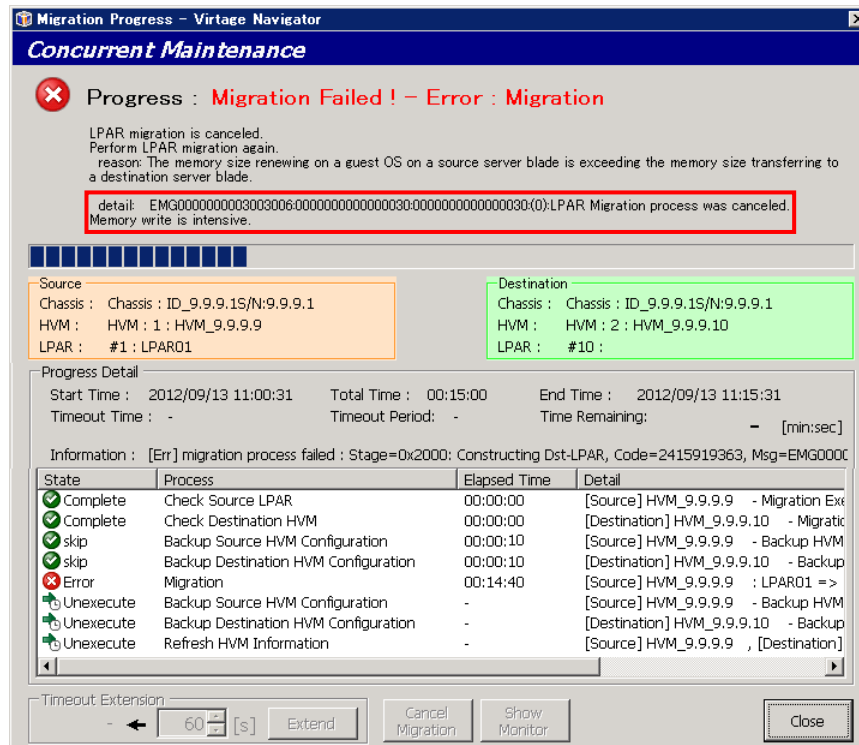 Migration Progress - Virtage Navigator
Concurrent Maintenance
Progress : Migration Failed ! - Error : Migration
LPAR migration is canceled.
Perform LPAR migration again.
reason: The memory size renewing on a guest OS on a source server blade is exceeding the memory size transferring to
a destination server blade.
detail: EMG0000000003003006:0000000000000030:0000000000000030:(0):LPAR Migration process was canceled.
Memory write is intensive.
Source
Chassis : Chassis : ID_9.9.9.1S/N:9.9.9.1
HVM : HVM : 1 : HVM_9.9.9.9
LPAR : #1 : LPAR01
Destination
Chassis : Chassis : ID_9.9.9.1S/N:9.9.9.1
HVM : HVM : 2 : HVM_9.9.9.10
LPAR : #10 :
Progress Detail
Start Time : 2012/09/13 11:00:31 Total Time : 00:15:00 End Time : 2012/09/13 11:15:31
Timeout Time : - Timeout Period: - Time Remaining: - [min:sec]
Information : [Err] migration process failed : Stage=0x2000: Constructing Dst-LPAR, Code=2415919363, Msg=EMG0000
State Process Elapsed Time Detail
Complete Check Source LPAR 00:00:00 [Source] HVM_9.9.9.9 - Migration Exe
Complete Check Destination HVM 00:00:00 [Destination] HVM_9.9.9.10 - Migratic
skip Backup Source HVM Configuration 00:00:10 [Source] HVM_9.9.9.9 - Backup HVM
skip Backup Destination HVM Configuration 00:00:10 [Destination] HVM_9.9.9.10 - Backup
Error Migration 00:14:40 [Source] HVM_9.9.9.9 : LPAR01 =>
Unexecute Backup Source HVM Configuration - [Source] HVM_9.9.9.9 - Backup HVM
Unexecute Backup Destination HVM Configuration - [Destination] HVM_9.9.9.10 - Backup
Unexecute Refresh HVM Information - [Source] HVM_9.9.9.9 , [Destination]
Timeout Extension
- 60 [s] Extend
Cancel Migration
Show Monitor
Close